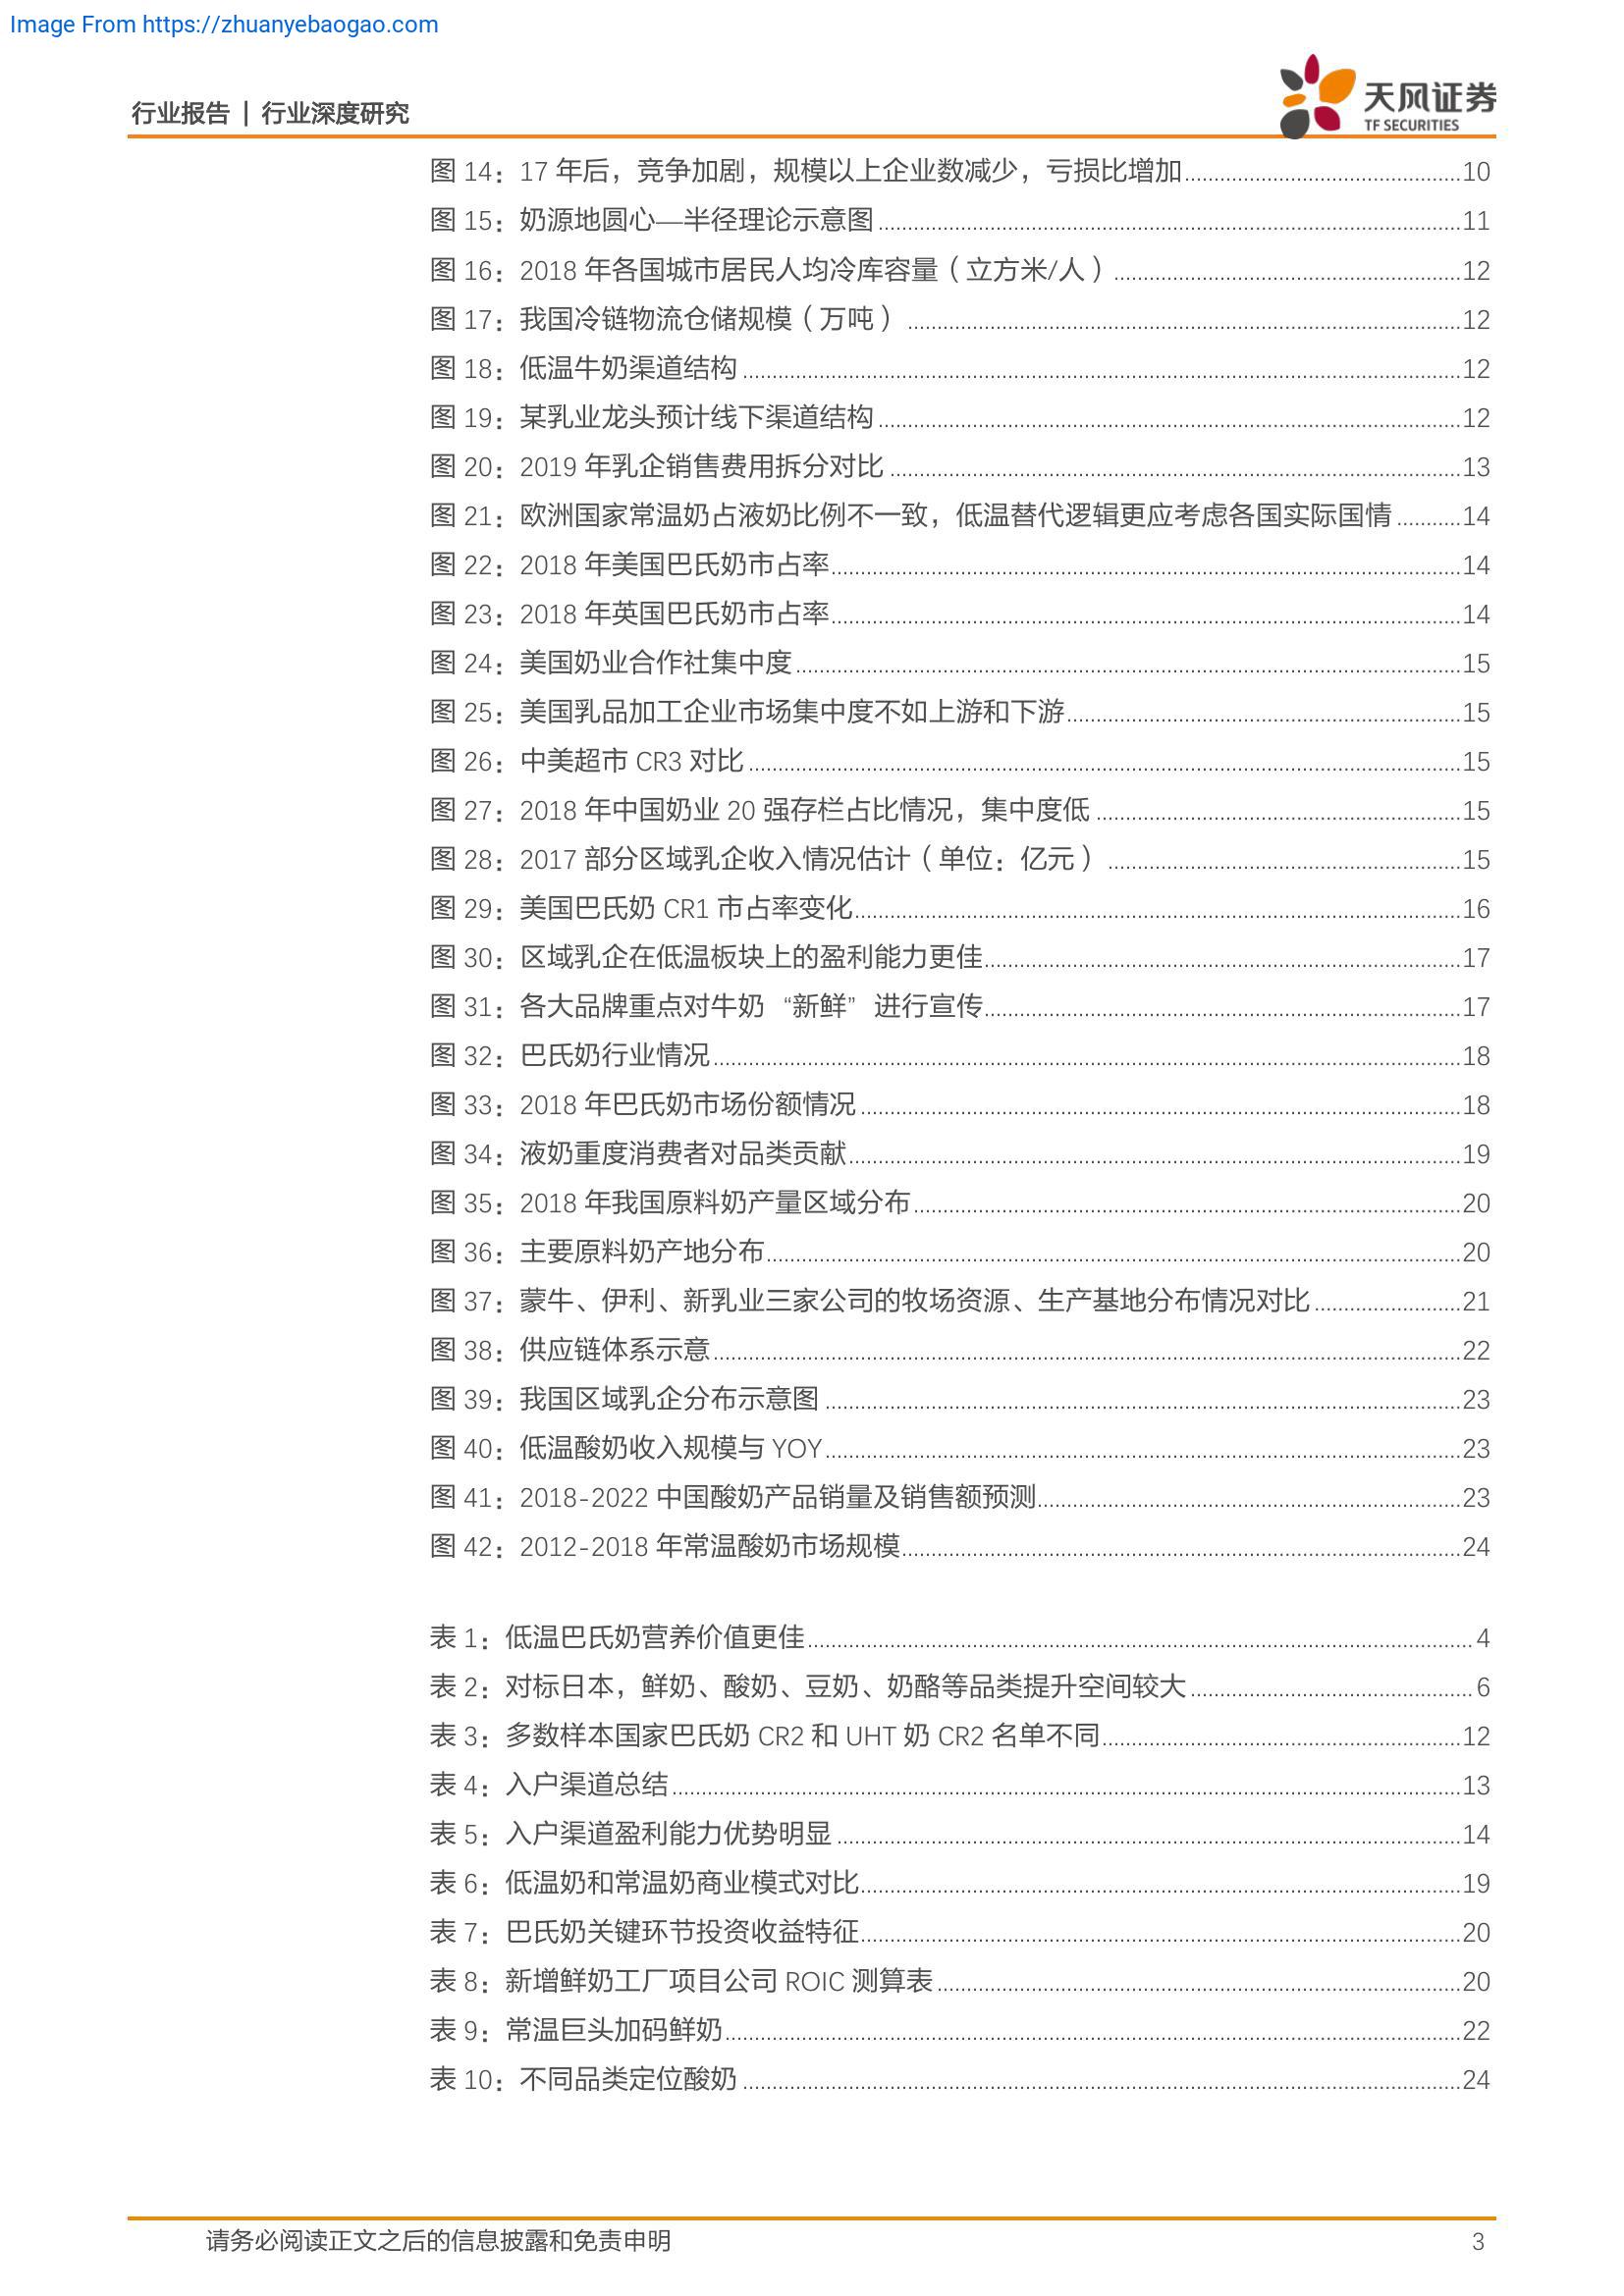 Image From https://zhuanyebaogao.com
行业报告 | 行业深度研究
天风证券
TF SECURITIES
图 14：17 年后，竞争加剧，规模以上企业数减少，亏损比增加 10
图 15：奶源地圆心—半径理论示意图 11
图 16：2018 年各国城市居民人均冷库容量（立方米/人） 12
图 17：我国冷链物流仓储规模（万吨） 12
图 18：低温牛奶渠道结构 12
图 19：某乳业龙头预计线下渠道结构 12
图 20：2019 年乳企销售费用拆分对比 13
图 21：欧洲国家常温奶占液奶比例不一致，低温替代逻辑更应考虑各国实际国情 14
图 22：2018 年美国巴氏奶市占率 14
图 23：2018 年英国巴氏奶市占率 14
图 24：美国奶业合作社集中度 15
图 25：美国乳品加工企业市场集中度不如上游和下游 15
图 26：中美超市 CR3 对比 15
图 27：2018 年中国奶业 20 强存栏占比情况，集中度低 15
图 28：2017 部分区域乳企收入情况估计（单位：亿元） 15
图 29：美国巴氏奶 CR1 市占率变化 16
图 30：区域乳企在低温板块上的盈利能力更佳 17
图 31：各大品牌重点对牛奶“新鲜”进行宣传 17
图 32：巴氏奶行业情况 18
图 33：2018 年巴氏奶市场份额情况 18
图 34：液奶重度消费者对品类贡献 19
图 35：2018 年我国原料奶产量区域分布 20
图 36：主要原料奶产地分布 20
图 37：蒙牛、伊利、新乳业三家公司的牧场资源、生产基地分布情况对比 21
图 38：供应链体系示意 22
图 39：我国区域乳企分布示意图 23
图 40：低温酸奶收入规模与 YOY 23
图 41：2018-2022 中国酸奶产品销量及销售额预测 23
图 42：2012-2018 年常温酸奶市场规模 24
表 1：低温巴氏奶营养价值更佳 4
表 2：对标日本，鲜奶、酸奶、豆奶、奶酪等品类提升空间较大 6
表 3：多数样本国家巴氏奶 CR2 和 UHT 奶 CR2 名单不同 12
表 4：入户渠道总结 13
表 5：入户渠道盈利能力优势明显 14
表 6：低温奶和常温奶商业模式对比 19
表 7：巴氏奶关键环节投资收益特征 20
表 8：新增鲜奶工厂项目公司 ROIC 测算表 20
表 9：常温巨头加码鲜奶 22
表 10：不同品类定位酸奶 24
请务必阅读正文之后的信息披露和免责申明 3